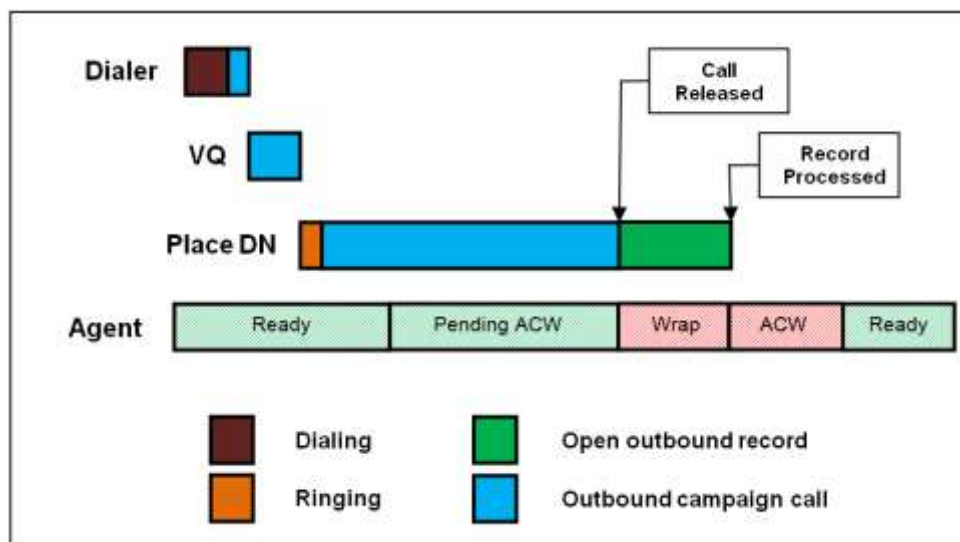 Dialer
Call
Released
VQ
Record
Processed
Place DN
Agent
Ready
Pending ACW
Wrap
ACW
Ready
Dialing
Open outbound record
Ringing
Outbound campaign call